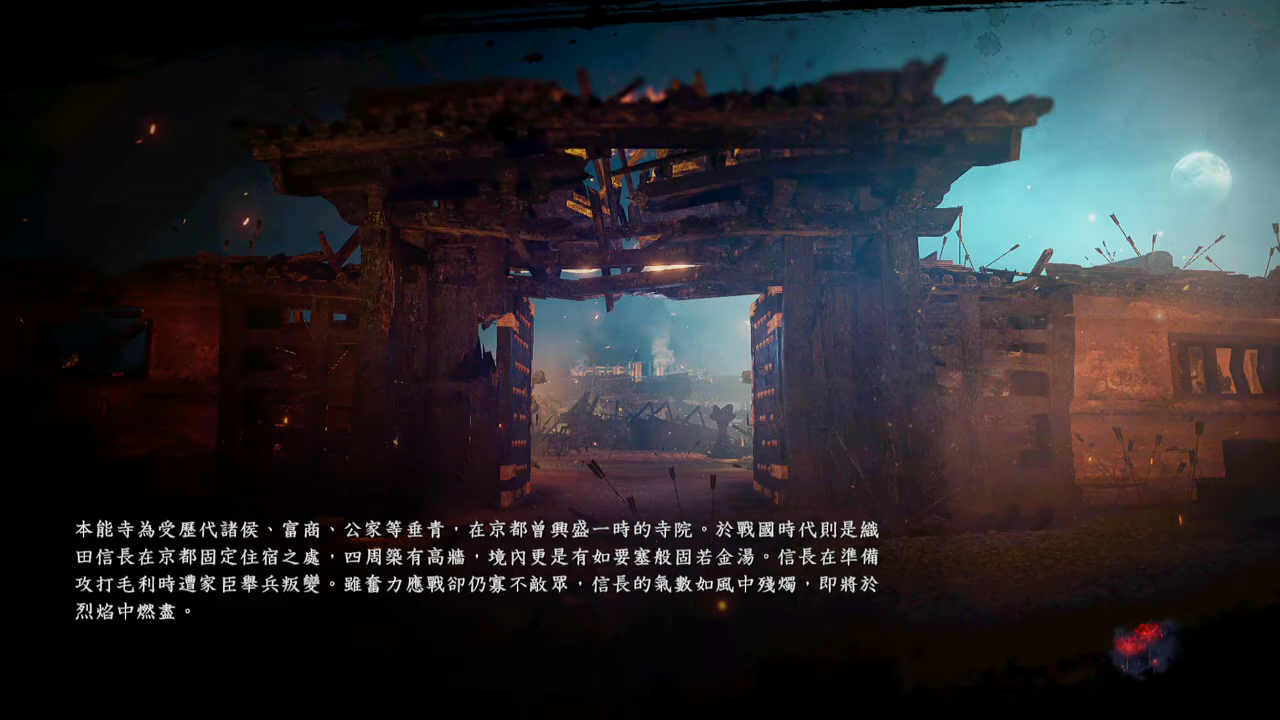 本能寺為受歷代諸侯、富商、公家等垂青，在京都曾興盛一時的寺院。於戰國時代則是織
田信長在京都固定住宿之處，四周築有高牆，境內更是有如要塞般固若金湯。信長在準備
攻打毛利時遭家臣舉兵叛變。雖奮力應戰卻仍寡不敵眾，信長的氣數如風中殘燭，即將於
烈焰中燃盡。